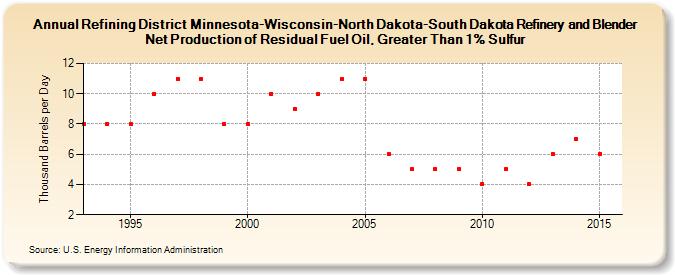 Annual Refining District Minnesota-Wisconsin-North Dakota-South Dakota Refinery and Blender
Net Production of Residual Fuel Oil, Greater Than 1% Sulfur
Thousand Barrels per Day
12
10
8
6
4
2
1995 2000 2005 2010 2015
Source: U.S. Energy Information Administration